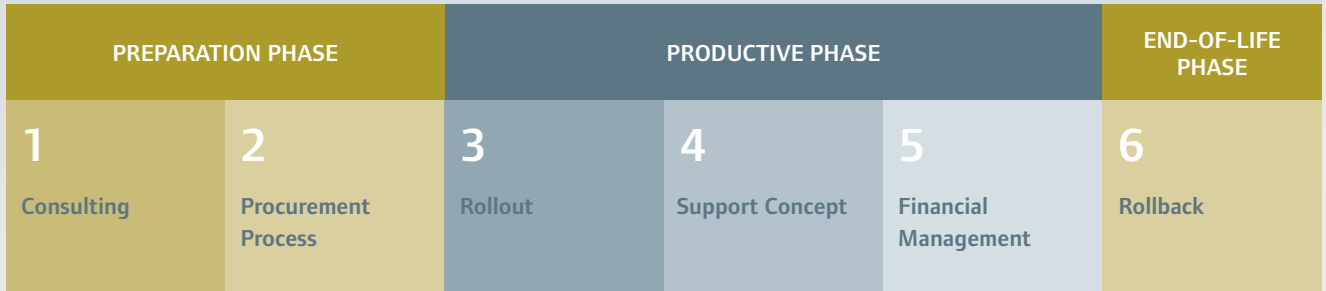 PREPARATION PHASE
PRODUCTIVE PHASE
END-OF-LIFE
PHASE
1
Consulting
2
Procurement
Process
3
Rollout
4
Support Concept
5
Financial
Management
6
Rollback